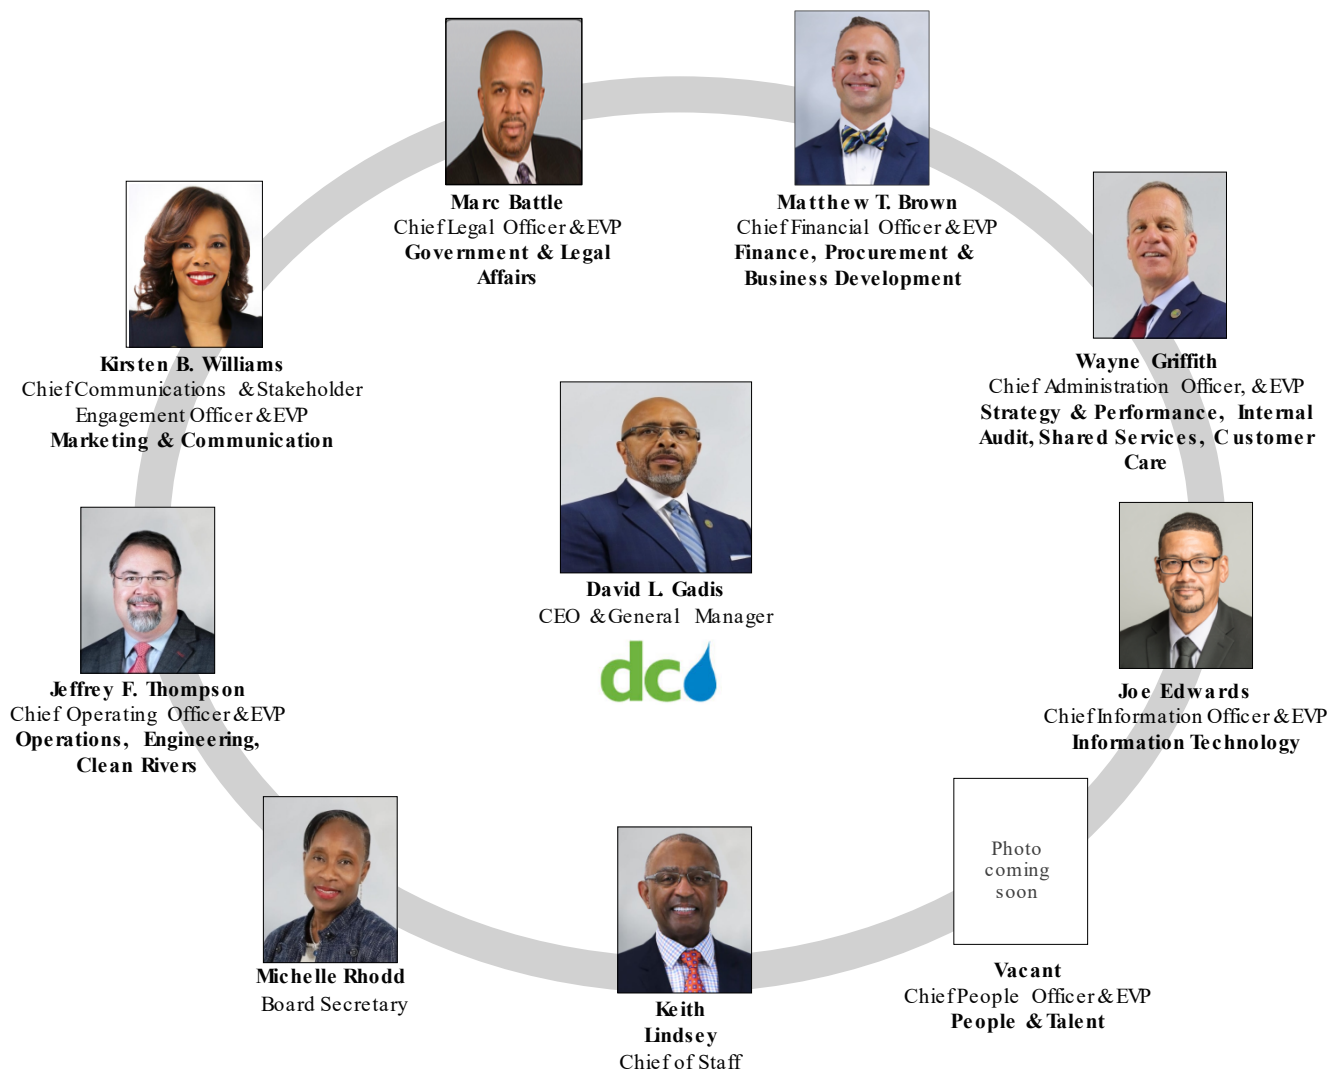 Marc Battle
Chief Legal Officer & EVP
Government & Legal
Affairs
Matthew T. Brown
Chief Financial Officer & EVP
Finance, Procurement &
Business Development
Kirsten B. Williams
Chief Communications & Stakeholder
Engagement Officer & EVP
Marketing & Communication
Wayne Griffith
Chief Administration Officer, & EVP
Strategy & Performance, Internal
Audit, Shared Services, Customer
Care
David L. Gadis
CEO & General Manager
dc
Jeffrey F. Thompson
Chief Operating Officer & EVP
Operations, Engineering,
Clean Rivers
Joe Edwards
Chief Information Officer & EVP
Information Technology
Michelle Rhodd
Board Secretary
Keith
Lindsey
Chief of Staff
Photo
coming
soon
Vacant
Chief People Officer & EVP
People & Talent